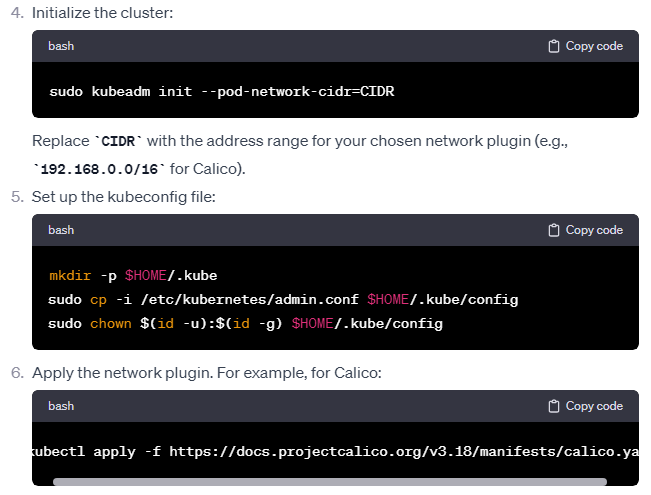 4. Initialize the cluster:
bash Copy code
sudo kubeadm init --pod-network-cidr=CIDR
Replace `CIDR` with the address range for your chosen network plugin (e.g.,
`192.168.0.0/16` for Calico).
5. Set up the kubeconfig file:
bash Copy code
mkdir -p $HOME/.kube
sudo cp -i /etc/kubernetes/admin.conf $HOME/.kube/config
sudo chown $(id -u):$(id -g) $HOME/.kube/config
6. Apply the network plugin. For example, for Calico:
bash Copy code
kubectl apply -f https://docs.projectcalico.org/v3.18/manifests/calico.ya